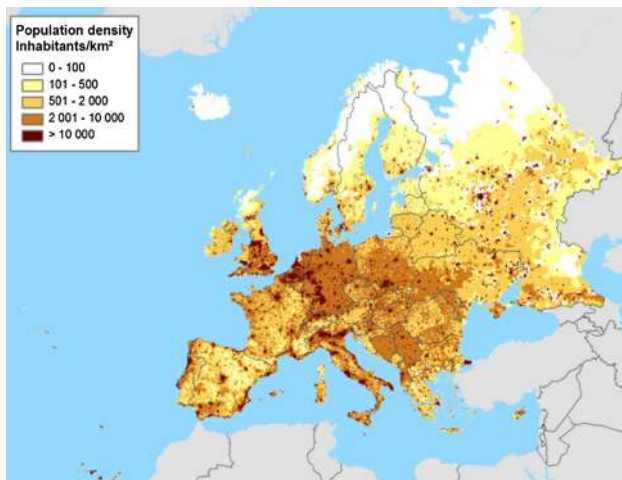 Population density
Inhabitants/km²
0 - 100
101 - 500
501 - 2 000
2 001 - 10 000
> 10 000